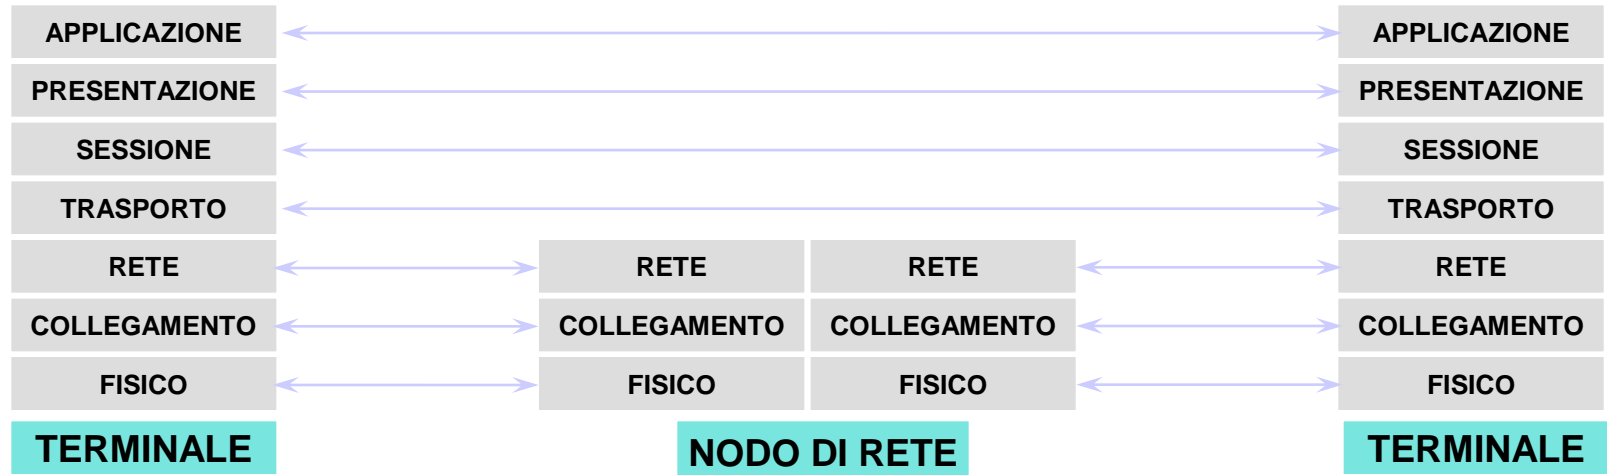 APPLICAZIONE APPLICAZIONE
PRESENTAZIONE PRESENTAZIONE
SESSIONE SESSIONE
TRASPORTO TRASPORTO
RETE RETE RETE RETE
COLLEGAMENTO COLLEGAMENTO COLLEGAMENTO COLLEGAMENTO
FISICO FISICO FISICO FISICO
TERMINALE NODO DI RETE TERMINALE